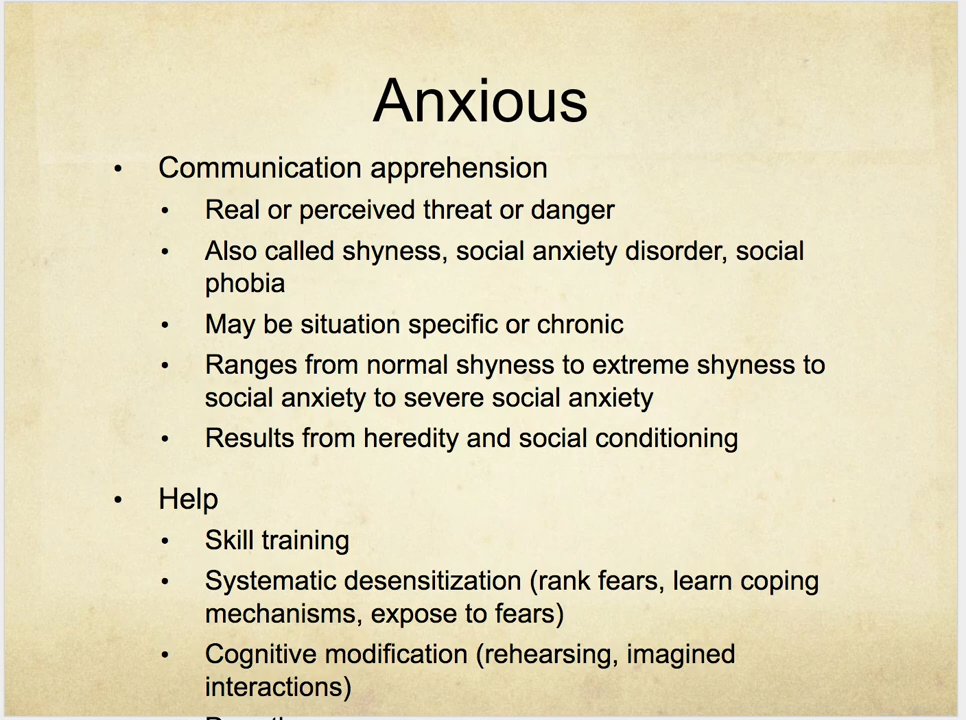 Anxious
• Communication apprehension
• Real or perceived threat or danger
• Also called shyness, social anxiety disorder, social
phobia
• May be situation specific or chronic
• Ranges from normal shyness to extreme shyness to
social anxiety to severe social anxiety
• Results from heredity and social conditioning
• Help
• Skill training
• Systematic desensitization (rank fears, learn coping
mechanisms, expose to fears)
• Cognitive modification (rehearsing, imagined
interactions)